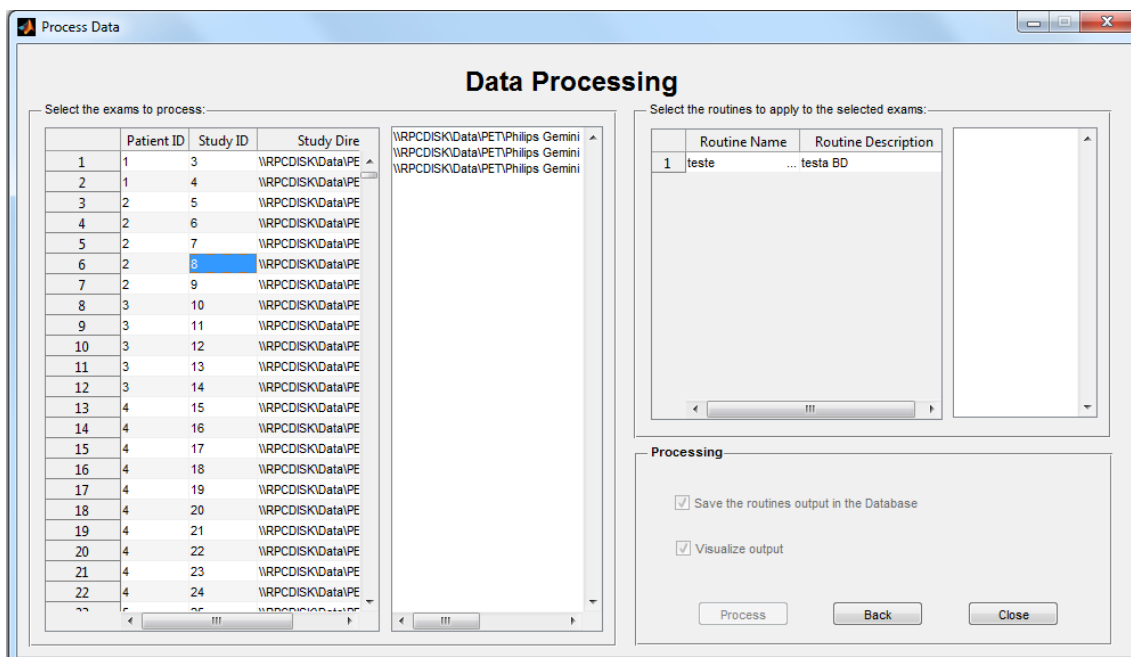 Process Data
Data Processing
Select the exams to process:
Patient ID Study ID Study Dire
1 1 3 \\RPCDISK\Data\PE
2 1 4 \\RPCDISK\Data\PE
3 2 5 \\RPCDISK\Data\PE
4 2 6 \\RPCDISK\Data\PE
5 2 7 \\RPCDISK\Data\PE
6 2 8 \\RPCDISK\Data\PE
7 2 9 \\RPCDISK\Data\PE
8 3 10 \\RPCDISK\Data\PE
9 3 11 \\RPCDISK\Data\PE
10 3 12 \\RPCDISK\Data\PE
11 3 13 \\RPCDISK\Data\PE
12 3 14 \\RPCDISK\Data\PE
13 4 15 \\RPCDISK\Data\PE
14 4 16 \\RPCDISK\Data\PE
15 4 17 \\RPCDISK\Data\PE
16 4 18 \\RPCDISK\Data\PE
17 4 19 \\RPCDISK\Data\PE
18 4 20 \\RPCDISK\Data\PE
19 4 21 \\RPCDISK\Data\PE
20 4 22 \\RPCDISK\Data\PE
21 4 23 \\RPCDISK\Data\PE
22 4 24 \\RPCDISK\Data\PE
\\RPCDISK\Data\PET\Philips Gemini
\\RPCDISK\Data\PET\Philips Gemini
\\RPCDISK\Data\PET\Philips Gemini
Select the routines to apply to the selected exams:
Routine Name Routine Description
1 teste ... testa BD
Processing
Save the routines output in the Database
Visualize output
Process Back Close